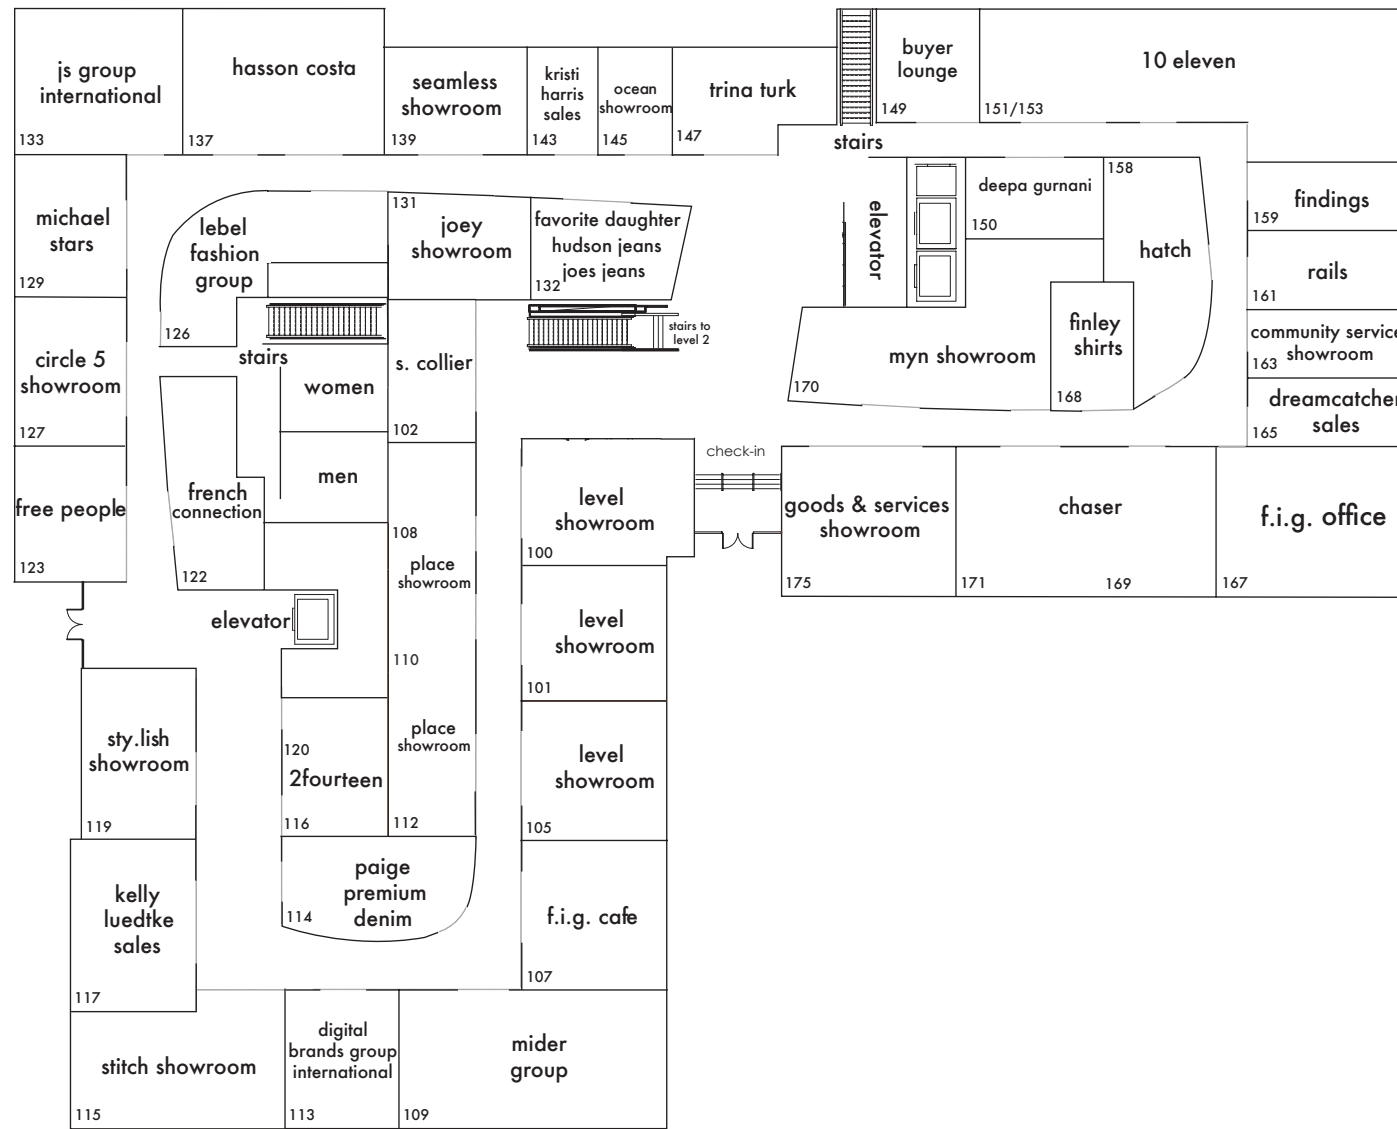 js group
international
133
hasson costa
137
seamless
showroom
139
kristi
harris
sales
143
ocean
showroom
145
trina turk
147
stairs
buyer
lounge
149
10 eleven
151/153
michael
stars
129
lebel
fashion
group
126
131
joey
showroom
favorite daughter
hudson jeans
joes jeans
132
elevator
deepa gurnani
150
158
hatch
findings
159
rails
161
community service
showroom
163
dreamcatcher
sales
165
circle 5
showroom
127
stairs
women
s. collier
102
stairs to
level 2
myn showroom
170
finley
shirts
168
free people
123
french
connection
122
men
108
place
showroom
110
place
showroom
112
level
showroom
100
check-in
goods & services
showroom
175
chaser
171
169
f.i.g. office
167
elevator
level
showroom
101
sty.lish
showroom
119
120
2fourteen
116
level
showroom
105
kelly
luedtke
sales
117
paige
premium
denim
114
f.i.g. cafe
107
stitch showroom
115
digital
brands group
international
113
mider
group
109